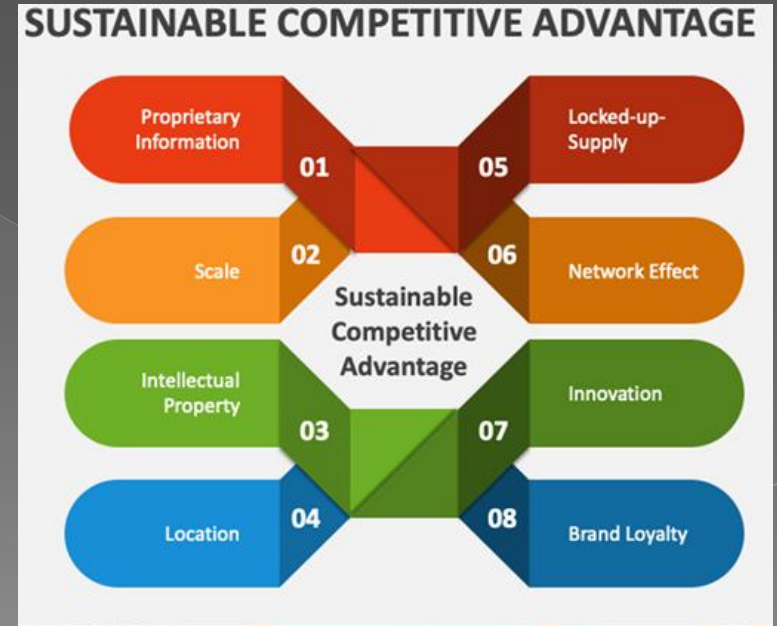 SUSTAINABLE COMPETITIVE ADVANTAGE
Proprietary
Information
01
Scale
02
Intellectual
Property
03
Location
04
Sustainable
Competitive
Advantage
05
Locked-up-
Supply
06
Network Effect
07
Innovation
08
Brand Loyalty